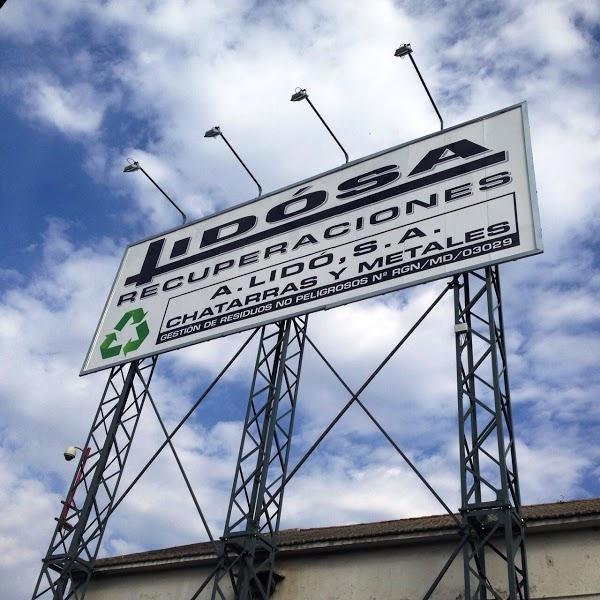 LIDÓSA
RECUPERACIONES
A. LIDÓ, S.A.
CHATARRAS Y METALES
GESTIÓN DE RESIDUOS NO PELIGROSOS Nº RGN/MD/03029